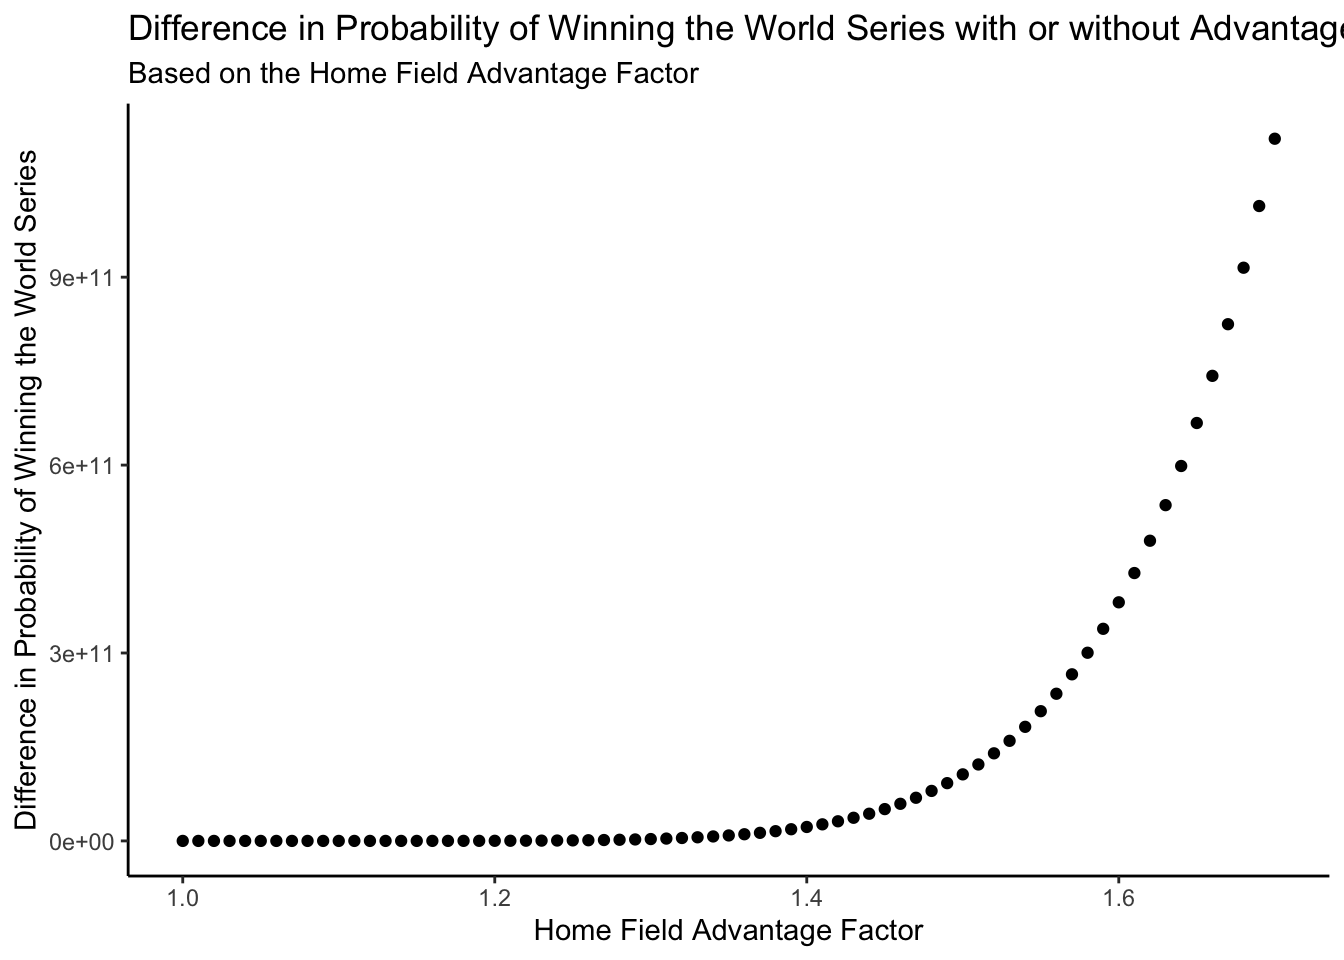 Difference in Probability of Winning the World Series with or without Advantage
Based on the Home Field Advantage Factor
Difference in Probability of Winning the World Series
9e+11
6e+11
3e+11
0e+00
1.0
1.2
1.4
1.6
Home Field Advantage Factor